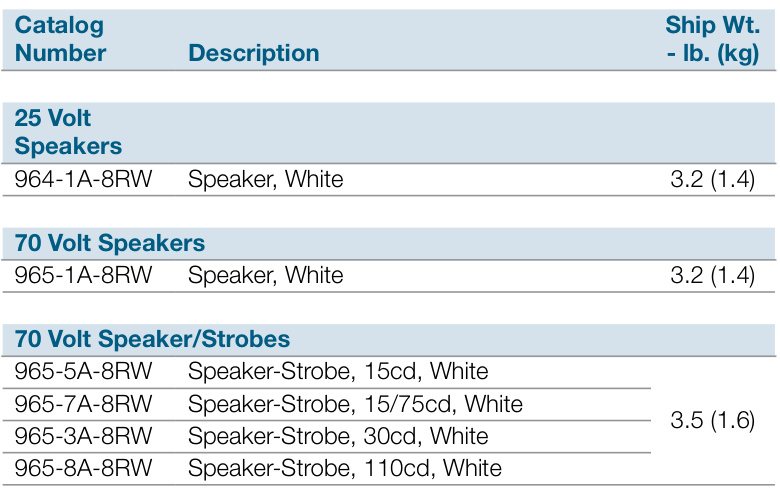 Catalog Number Description Ship Wt. - lb. (kg)
25 Volt
Speakers
964-1A-8RW Speaker, White 3.2 (1.4)
70 Volt Speakers
965-1A-8RW Speaker, White 3.2 (1.4)
70 Volt Speaker/Strobes
965-5A-8RW Speaker-Strobe, 15cd, White
965-7A-8RW Speaker-Strobe, 15/75cd, White
3.5 (1.6)
965-3A-8RW Speaker-Strobe, 30cd, White
965-8A-8RW Speaker-Strobe, 110cd, White